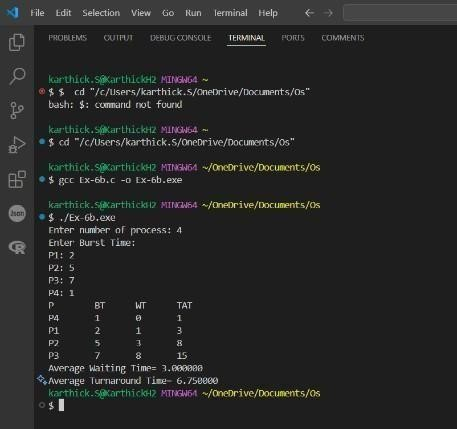 File Edit Selection View Go Run Terminal Help
PROBLEMS OUTPUT DEBUG CONSOLE TERMINAL PORTS COMMENTS
karthick.S@KarthickH2 MINGW64 ~
$ $ cd "/c/Users/karthick.S/OneDrive/Documents/Os"
bash: $: command not found
karthick.S@KarthickH2 MINGW64 ~
$ cd "/c/Users/karthick.S/OneDrive/Documents/Os"
karthick.S@KarthickH2 MINGW64 ~/OneDrive/Documents/Os
$ gcc Ex-6b.c -o Ex-6b.exe
karthick.S@KarthickH2 MINGW64 ~/OneDrive/Documents/Os
$ ./Ex-6b.exe
Enter number of process: 4
Enter Burst Time:
P1: 2
P2: 5
P3: 7
P4: 1
P BT WT TAT
P4 1 0 1
P1 2 1 3
P2 5 3 8
P3 7 8 15
Average Waiting Time= 3.000000
Average Turnaround Time= 6.750000
karthick.S@KarthickH2 MINGW64 ~/OneDrive/Documents/Os
$
Json
R